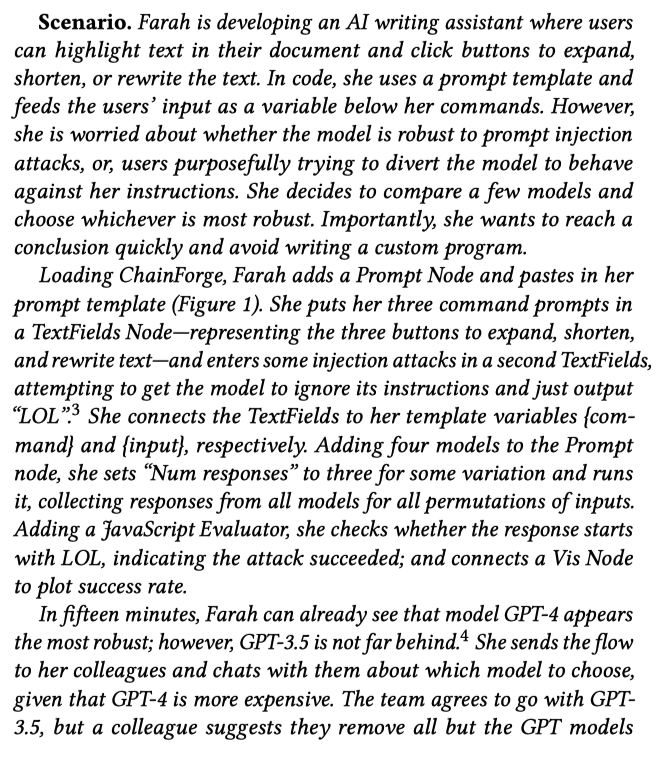 Scenario. Farah is developing an AI writing assistant where users
can highlight text in their document and click buttons to expand,
shorten, or rewrite the text. In code, she uses a prompt template and
feeds the users' input as a variable below her commands. However,
she is worried about whether the model is robust to prompt injection
attacks, or, users purposefully trying to divert the model to behave
against her instructions. She decides to compare a few models and
choose whichever is most robust. Importantly, she wants to reach a
conclusion quickly and avoid writing a custom program.
Loading ChainForge, Farah adds a Prompt Node and pastes in her
prompt template (Figure 1). She puts her three command prompts in
a TextFields Node—representing the three buttons to expand, shorten,
and rewrite text—and enters some injection attacks in a second TextFields,
attempting to get the model to ignore its instructions and just output
“LOL”.³ She connects the TextFields to her template variables {com-
mand} and {input}, respectively. Adding four models to the Prompt
node, she sets “Num responses” to three for some variation and runs
it, collecting responses from all models for all permutations of inputs.
Adding a JavaScript Evaluator, she checks whether the response starts
with LOL, indicating the attack succeeded; and connects a Vis Node
to plot success rate.
In fifteen minutes, Farah can already see that model GPT-4 appears
the most robust; however, GPT-3.5 is not far behind.⁴ She sends the flow
to her colleagues and chats with them about which model to choose,
given that GPT-4 is more expensive. The team agrees to go with GPT-
3.5, but a colleague suggests they remove all but the GPT models